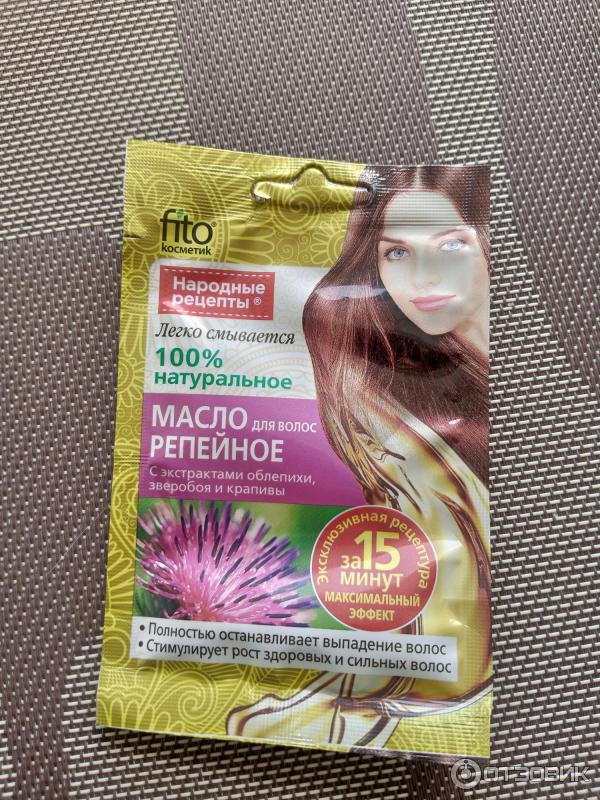 fito®
косметик
Народные
рецепты®
Легко смывается
100%
натуральное
МАСЛО для волос
РЕПЕЙНОЕ
С экстрактами облепихи,
зверобоя и крапивы
Эксклюзивная рецептура
за 15
минут
МАКСИМАЛЬНЫЙ
ЭФФЕКТ
• Полностью останавливает выпадение волос
• Стимулирует рост здоровых и сильных волос
ОТЗОВИК